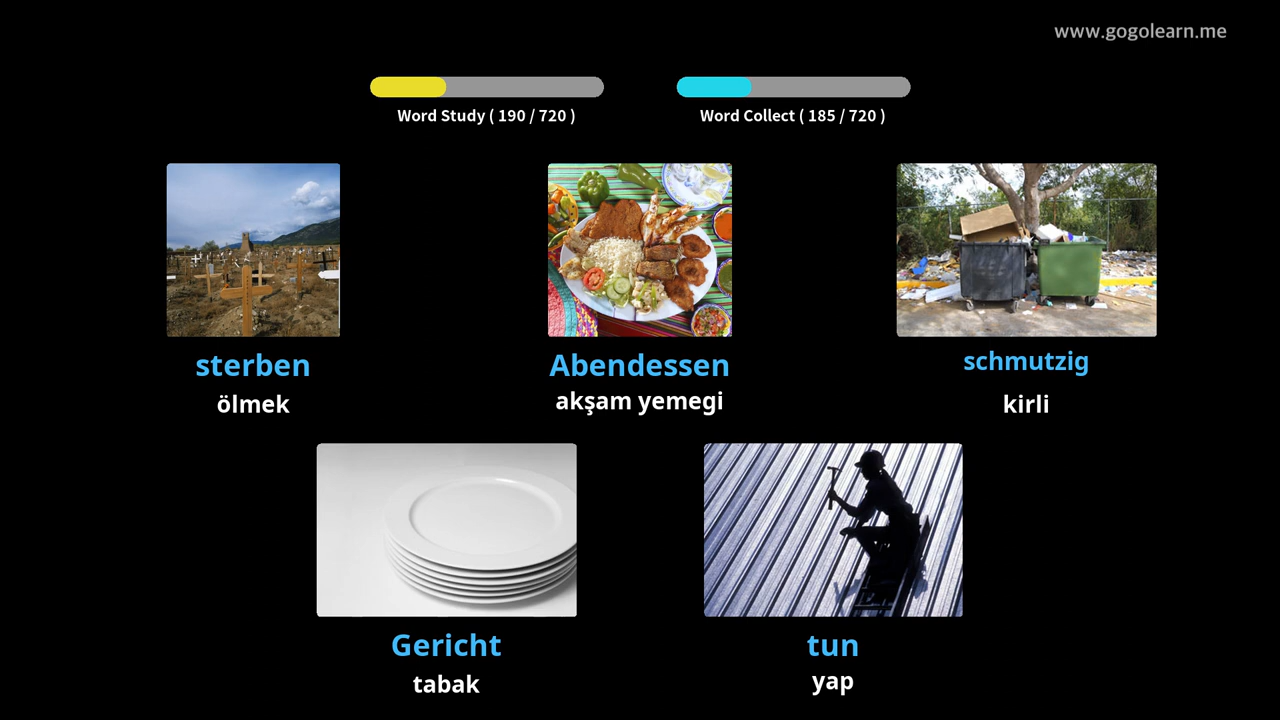 www.gogolearn.me
Word Study ( 190 / 720 )
Word Collect ( 185 / 720 )
sterben
ölmek
Abendessen
akşam yemegi
schmutzig
kirli
Gericht
tabak
tun
yap